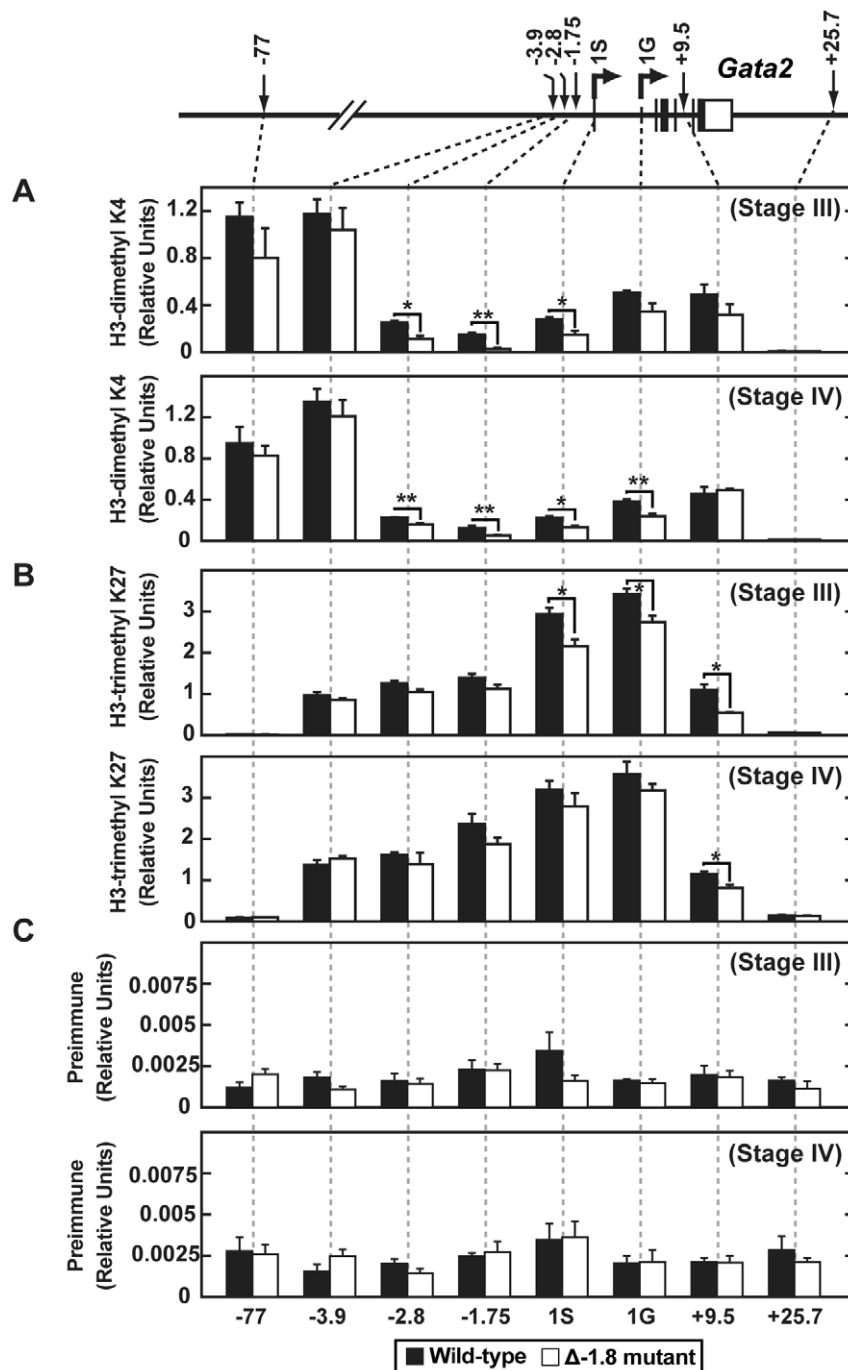 -77
-3.9
-2.8
-1.75
1S
1G
+9.5
Gata2
+25.7
A
H3-dimethyl K4
(Relative Units)
(Stage III)
1.2
0.8
0.4
0
H3-dimethyl K4
(Relative Units)
(Stage IV)
1.2
0.8
0.4
0
*
**
*
**
**
*
**
B
H3-trimethyl K27
(Relative Units)
(Stage III)
3
2
1
0
*
*
*
H3-trimethyl K27
(Relative Units)
(Stage IV)
3
2
1
0
*
C
Preimmune
(Relative Units)
(Stage III)
0.0075
0.005
0.0025
0
Preimmune
(Relative Units)
(Stage IV)
0.0075
0.005
0.0025
0
-77 -3.9 -2.8 -1.75 1S 1G +9.5 +25.7
Wild-type Δ-1.8 mutant